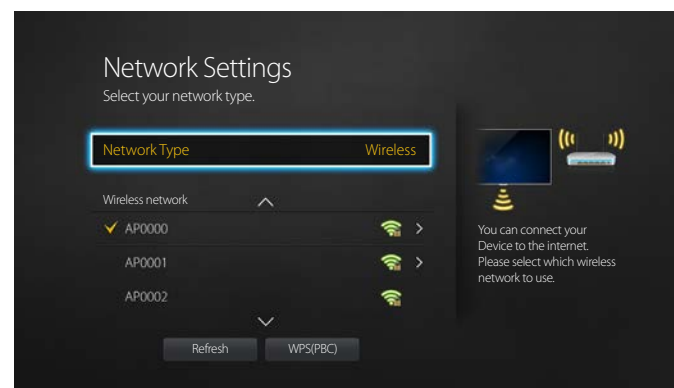 Network Settings
Select your network type.
Network Type Wireless
Wireless network
AP0000
AP0001
AP0002
Refresh WPS(PBC)
You can connect your
Device to the internet.
Please select which wireless
network to use.